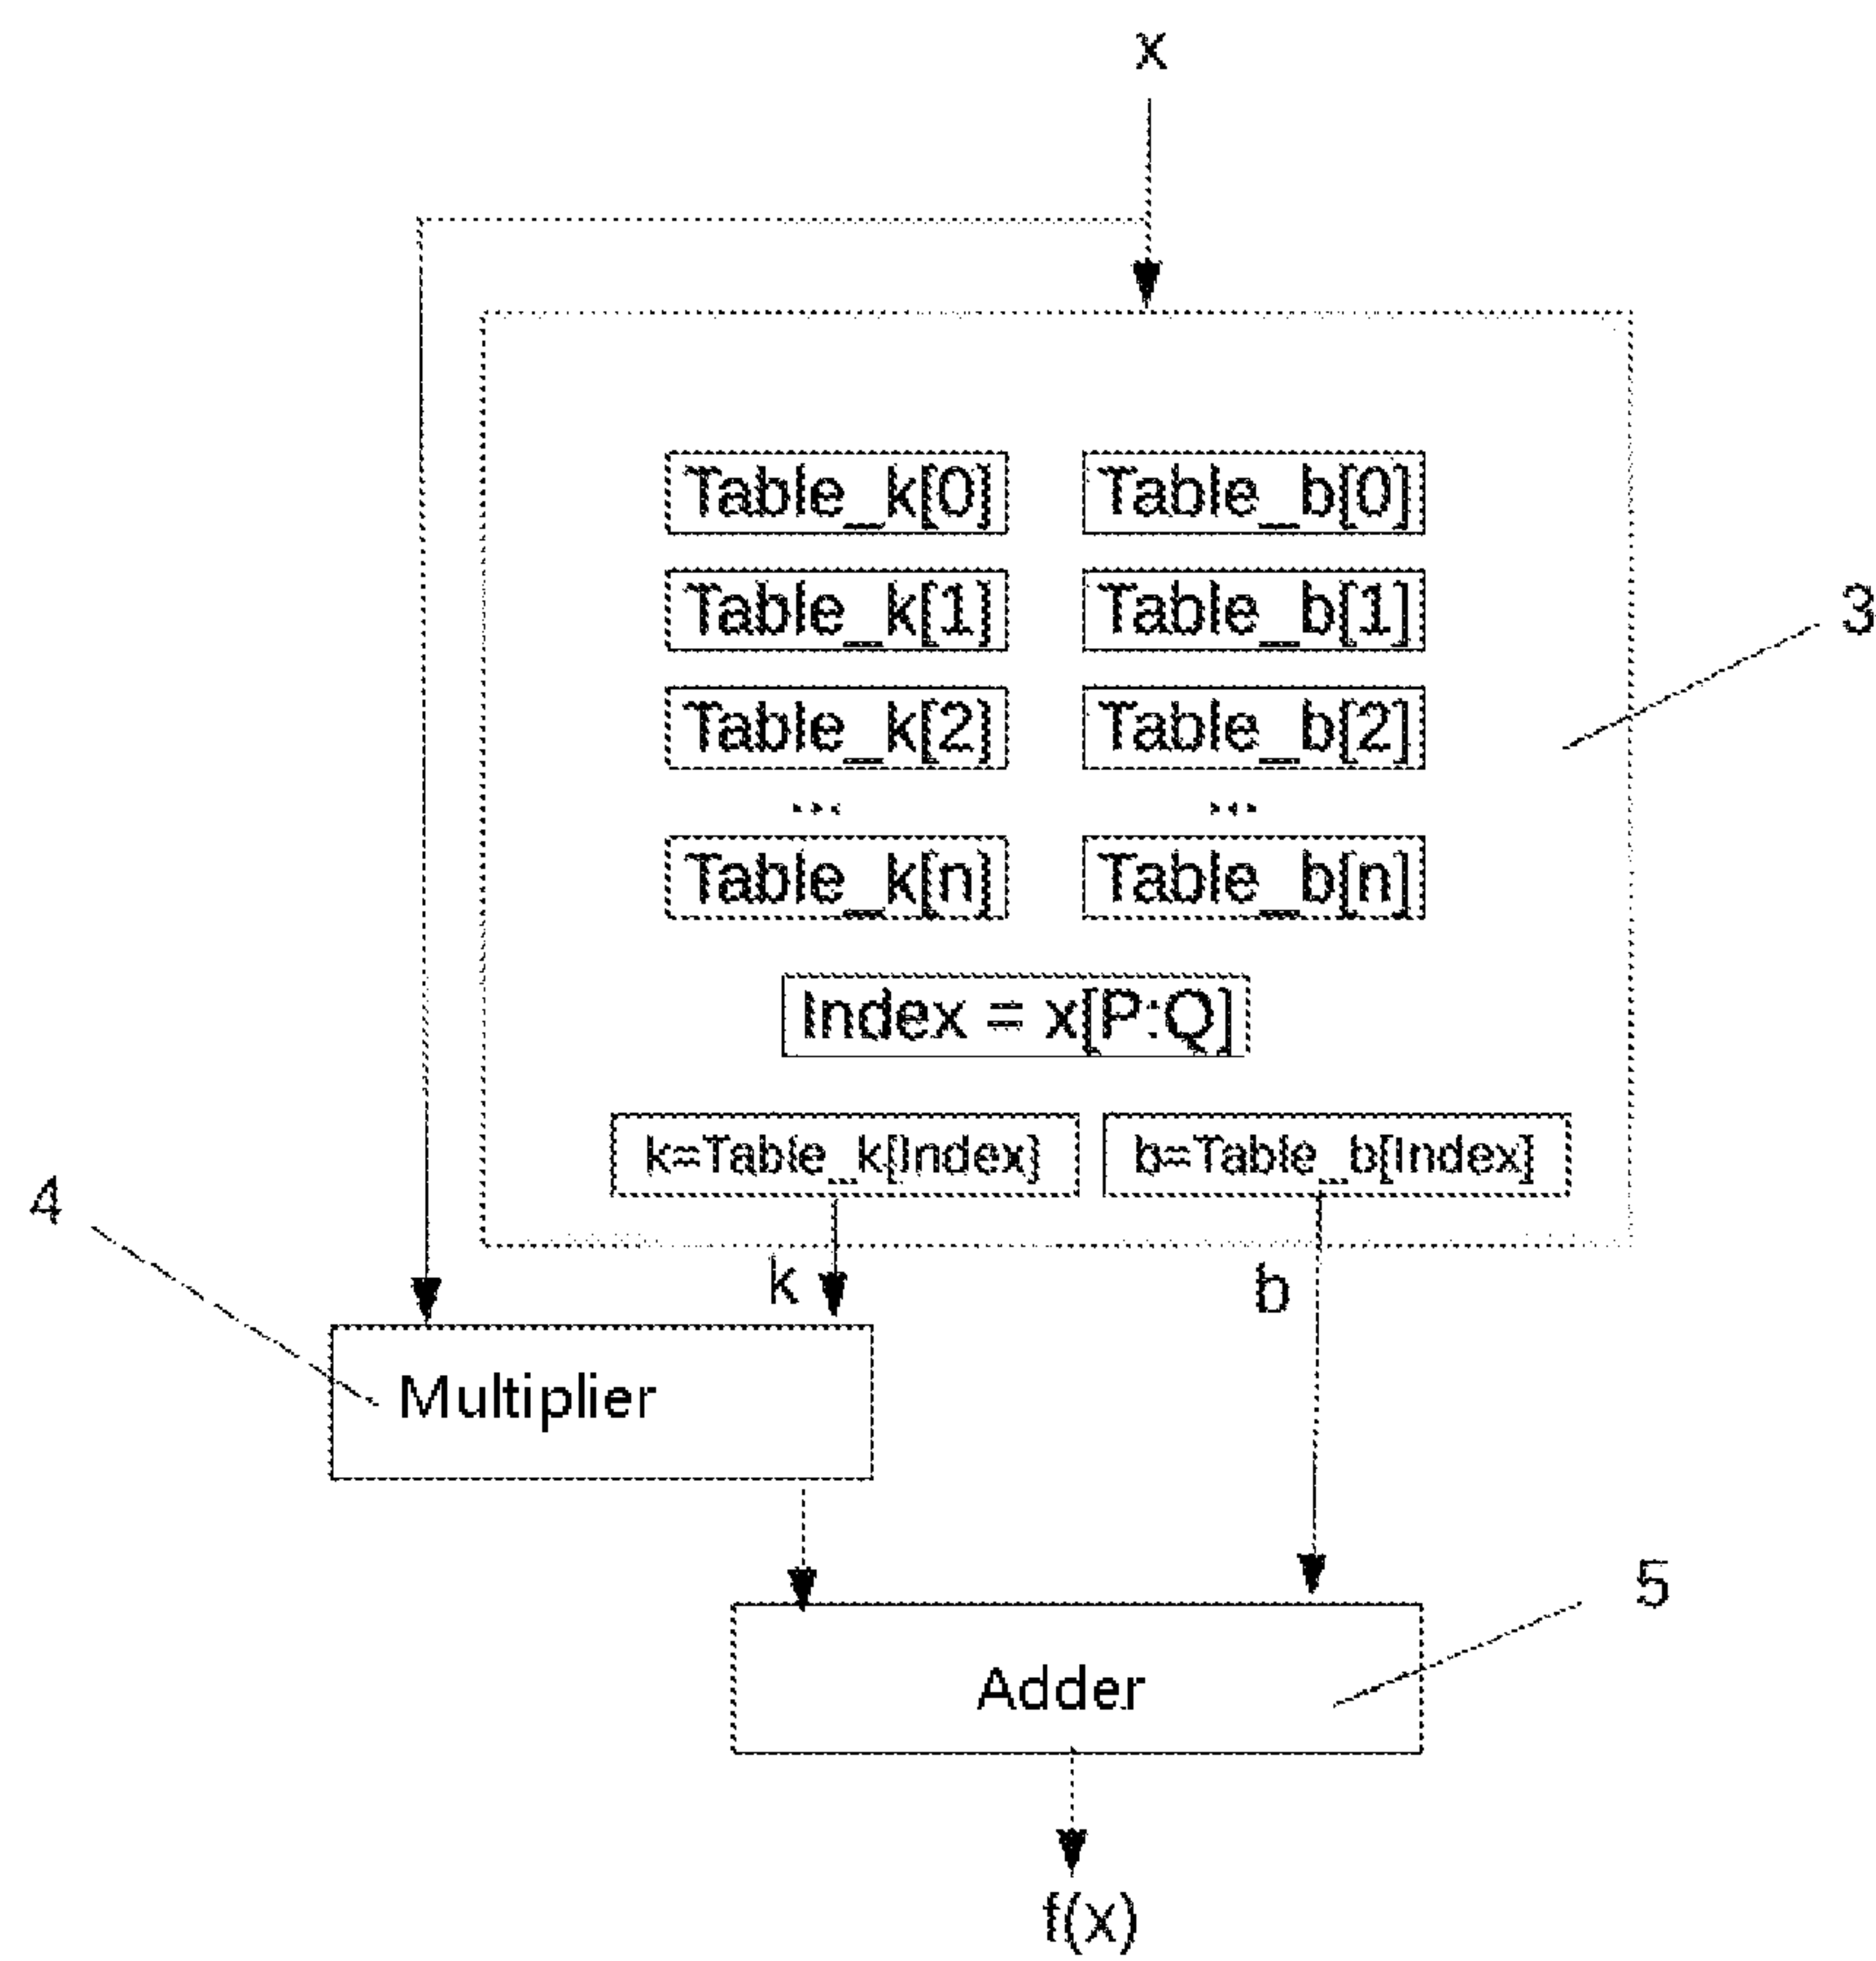 x
Table_k[0] Table_b[0]
Table_k[1] Table_b[1]
3
Table_k[2] Table_b[2]
... ...
Table_k[n] Table_b[n]
Index = x[P:Q]
k=Table_k[Index] b=Table_b[Index]
4
k b
Multiplier
5
Adder
f(x)